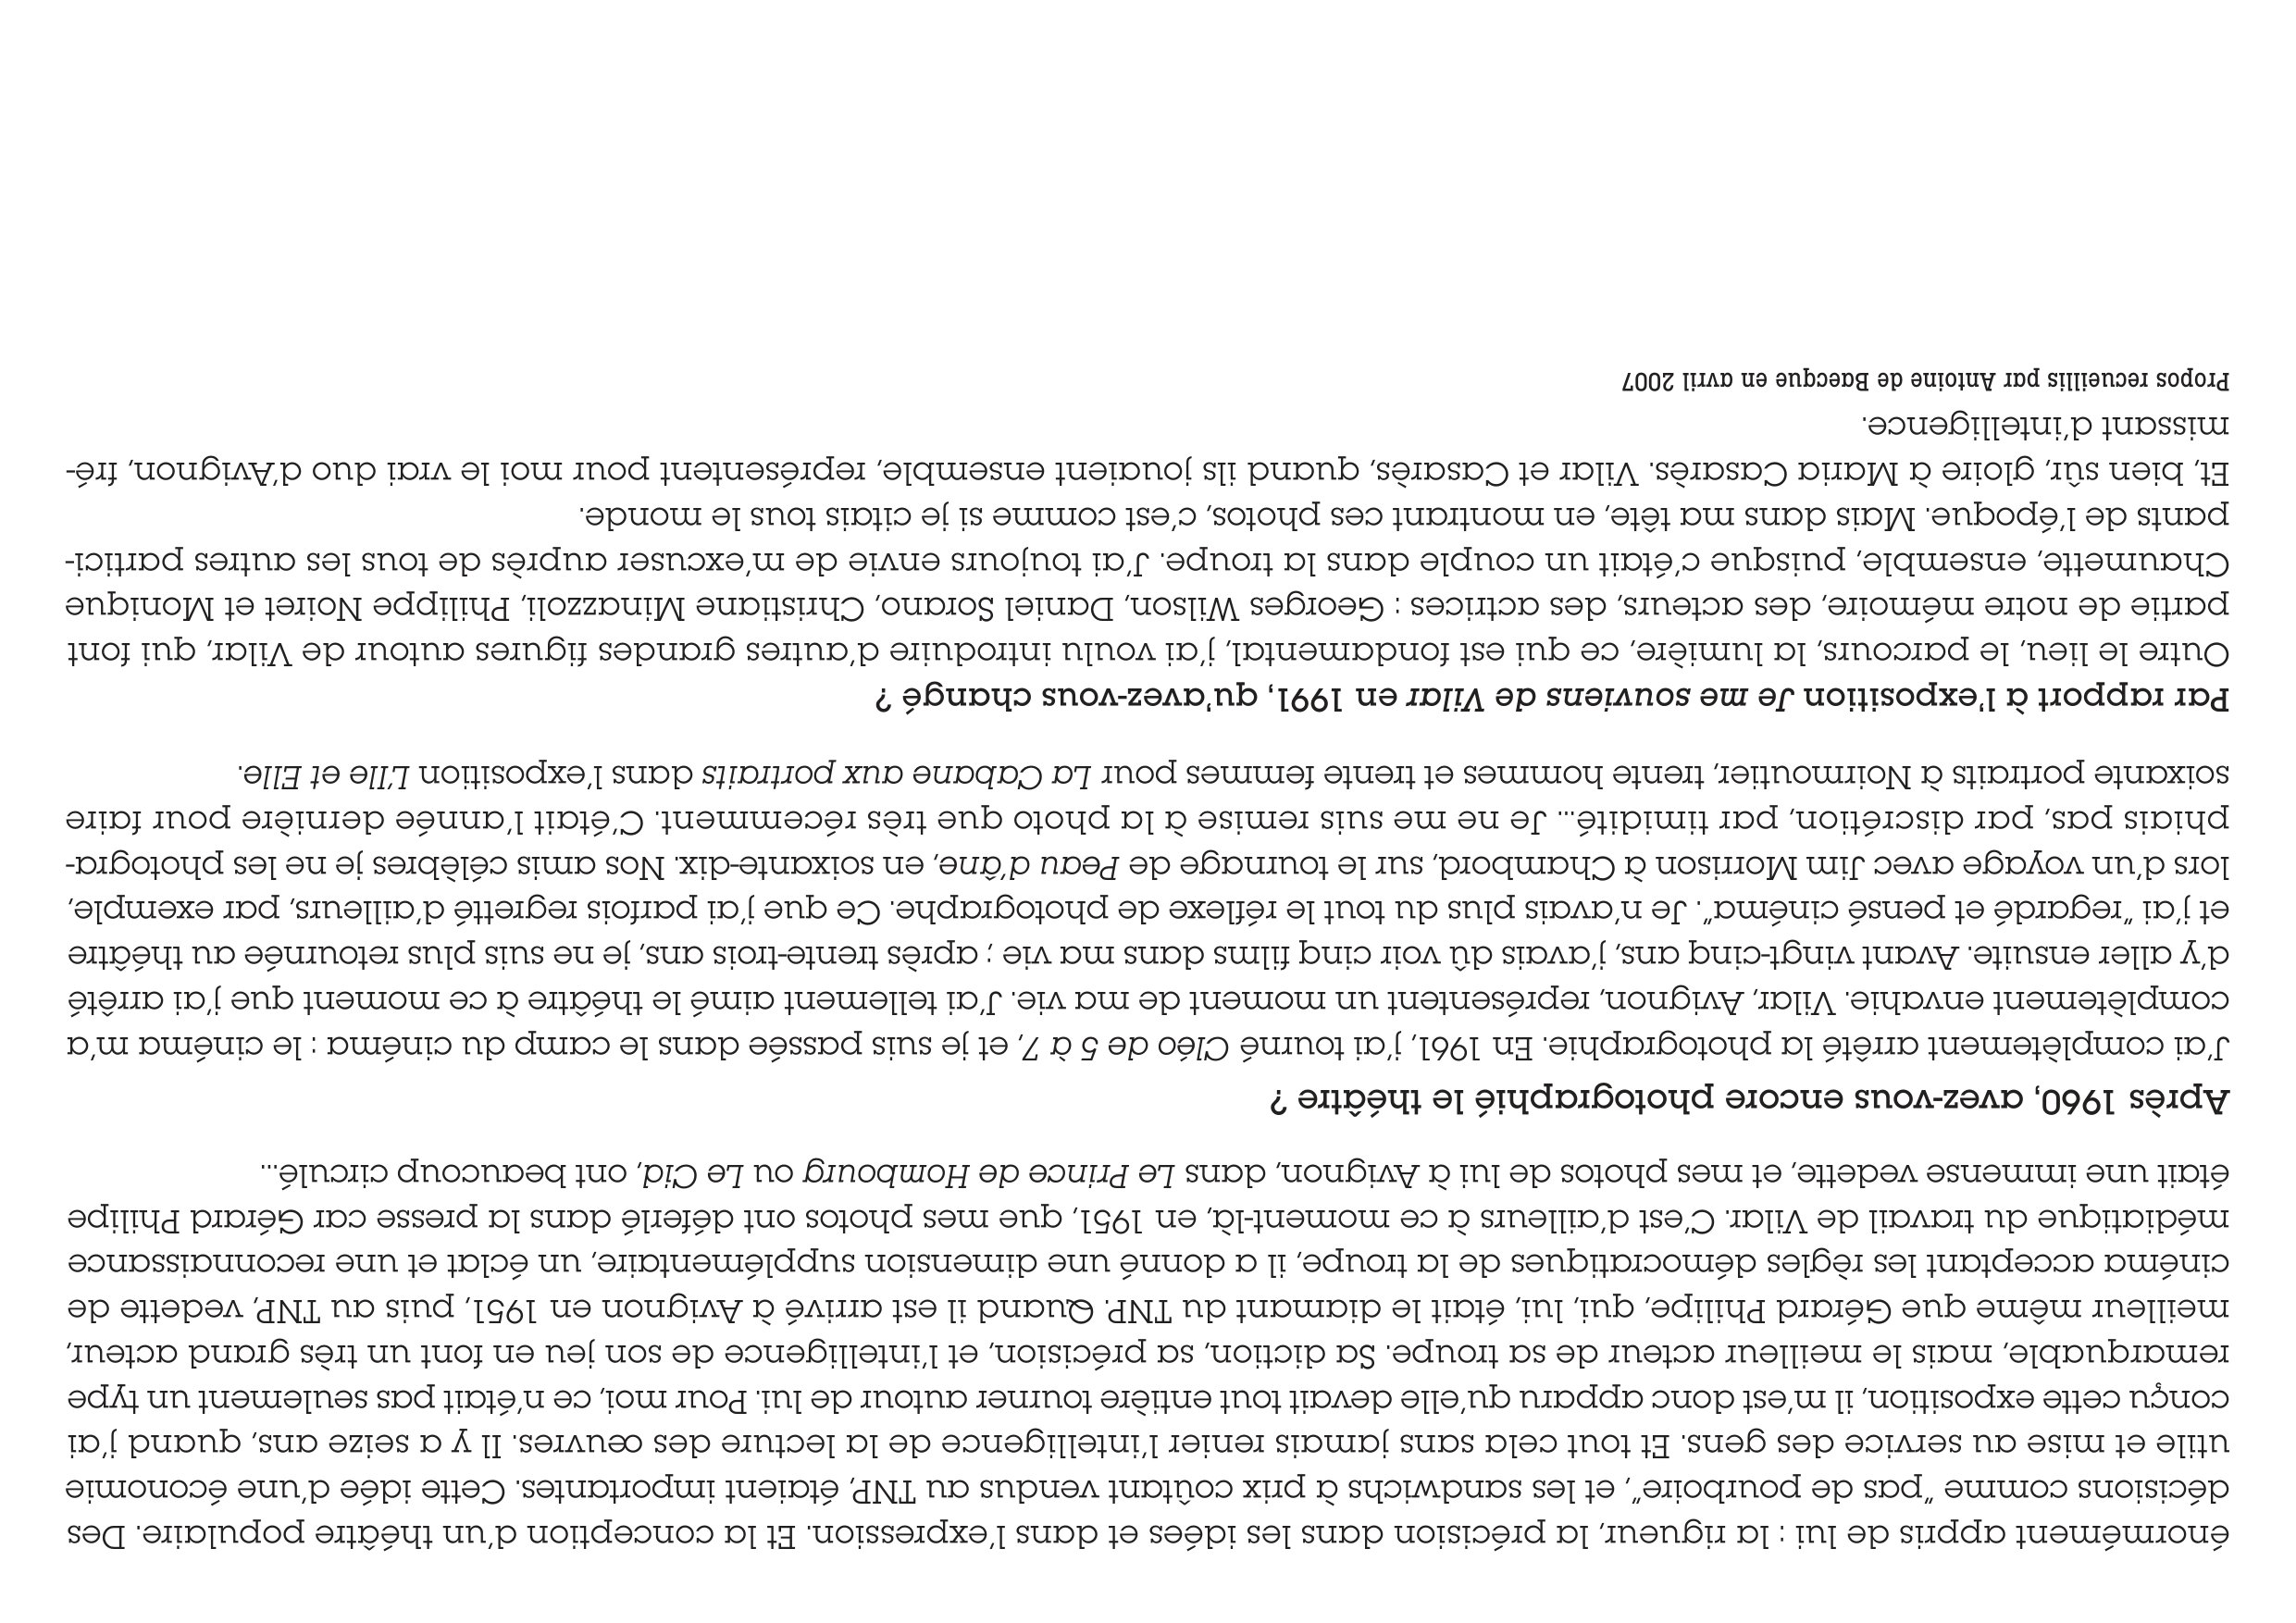 énormément appris de lui : la rigueur, la précision dans les idées et dans l’expression. Et la conception d’un théâtre populaire. Des
décisions comme “pas de pourboire”, et les sandwichs à prix coûtant vendus au TNP, étaient importantes. Cette idée d’une économie
utile et mise au service des gens. Et tout cela sans jamais renier l’intelligence de la lecture des œuvres. Il y a seize ans, quand j’ai
conçu cette exposition, il m’est donc apparu qu’elle devait tout entière tourner autour de lui. Pour moi, ce n’était pas seulement un type
remarquable, mais le meilleur acteur de sa troupe. Sa diction, sa précision, et l’intelligence de son jeu en font un très grand acteur,
meilleur même que Gérard Philipe, qui, lui, était le diamant du TNP. Quand il est arrivé à Avignon en 1951, puis au TNP, vedette de
cinéma acceptant les règles démocratiques de la troupe, il a donné une dimension supplémentaire, un éclat et une reconnaissance
médiatique du travail de Vilar. C’est d’ailleurs à ce moment-là, en 1951, que mes photos ont déferlé dans la presse car Gérard Philipe
était une immense vedette, et mes photos de lui à Avignon, dans Le Prince de Hombourg ou Le Cid, ont beaucoup circulé...
Après 1960, avez-vous encore photographié le théâtre ?
J’ai complètement arrêté la photographie. En 1961, j’ai tourné Cléo de 5 à 7, et je suis passée dans le camp du cinéma : le cinéma m’a
complètement envahie. Vilar, Avignon, représentent un moment de ma vie. J’ai tellement aimé le théâtre à ce moment que j’ai arrêté
d’y aller ensuite. Avant vingt-cinq ans, j’avais dû voir cinq films dans ma vie ; après trente-trois ans, je ne suis plus retournée au théâtre
et j’ai “regardé et pensé cinéma”. Je n’avais plus du tout le réflexe de photographe. Ce que j’ai parfois regretté d’ailleurs, par exemple,
lors d’un voyage avec Jim Morrison à Chambord, sur le tournage de Peau d’âne, en soixante-dix. Nos amis célèbres je ne les photogra-
phiais pas, par discrétion, par timidité... Je ne me suis remise à la photo que très récemment. C’était l’année dernière pour faire
soixante portraits à Noirmoutier, trente hommes et trente femmes pour La Cabane aux portraits dans l’exposition L’Ile et Elle.
Par rapport à l’exposition Je me souviens de Vilar en 1991, qu’avez-vous changé ?
Outre le lieu, le parcours, la lumière, ce qui est fondamental, j’ai voulu introduire d’autres grandes figures autour de Vilar, qui font
partie de notre mémoire, des acteurs, des actrices : Georges Wilson, Daniel Sorano, Christiane Minazzoli, Philippe Noiret et Monique
Chaumette, ensemble, puisque c’était un couple dans la troupe. J’ai toujours envie de m’excuser auprès de tous les autres partici-
pants de l’époque. Mais dans ma tête, en montrant ces photos, c’est comme si je citais tous le monde.
Et, bien sûr, gloire à Maria Casarès. Vilar et Casarès, quand ils jouaient ensemble, représentent pour moi le vrai duo d’Avignon, fré-
missant d’intelligence.
Propos recueillis par Antoine de Baecque en avril 2007